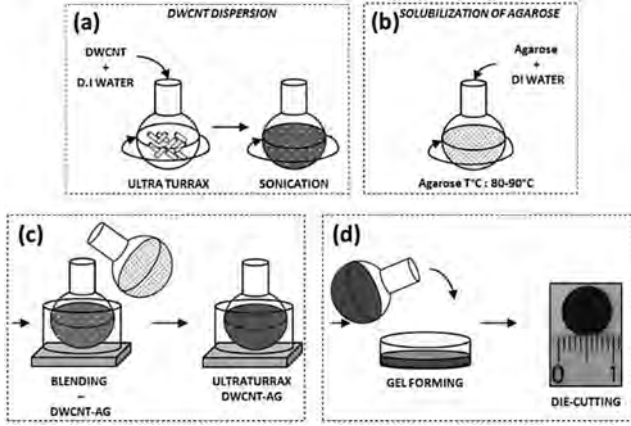 (a)
DWCNT DISPERSION
DWCNT
+
D.I WATER
ULTRA TURRAX
SONICATION
(b)
SOLUBILIZATION OF AGAROSE
Agarose
+
DI WATER
Agarose T°C : 80-90°C
(c)
BLENDING
–
DWCNT-AG
ULTRATURRAX
DWCNT-AG
(d)
GEL FORMING
0 1
DIE-CUTTING